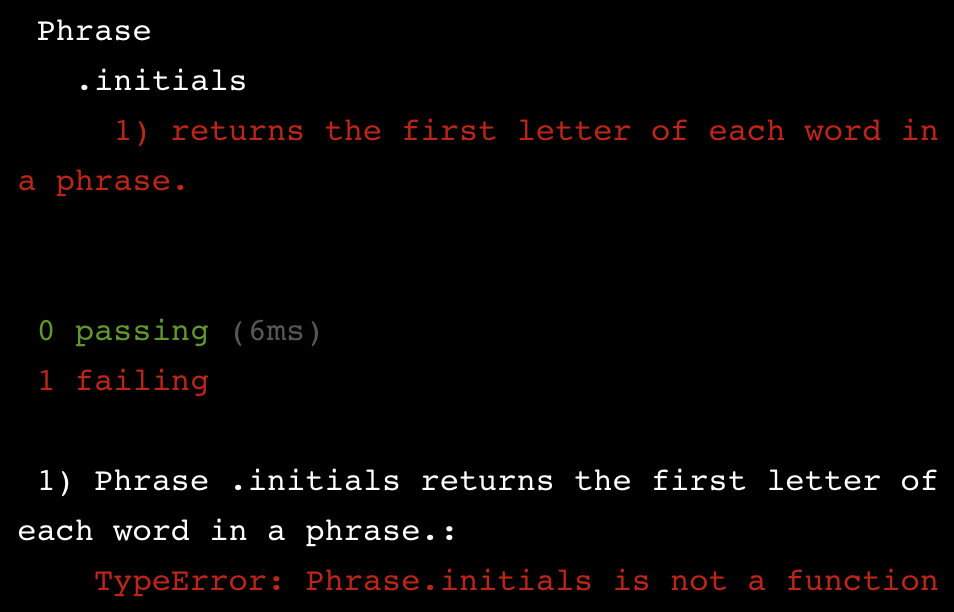 Phrase
.initials
1) returns the first letter of each word in
a phrase.
0 passing (6ms)
1 failing
1) Phrase .initials returns the first letter of
each word in a phrase.:
TypeError: Phrase.initials is not a function